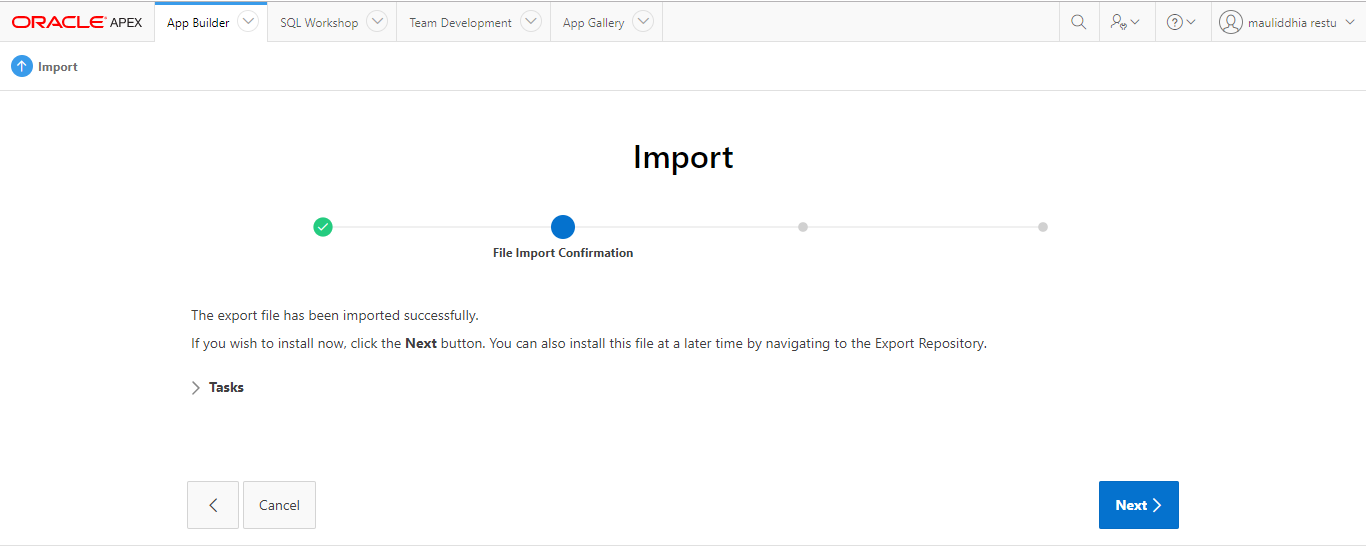 ORACLE APEX App Builder SQL Workshop Team Development App Gallery mauliddhia restu
Import
Import
File Import Confirmation
The export file has been imported successfully.
If you wish to install now, click the Next button. You can also install this file at a later time by navigating to the Export Repository.
Tasks
Cancel Next